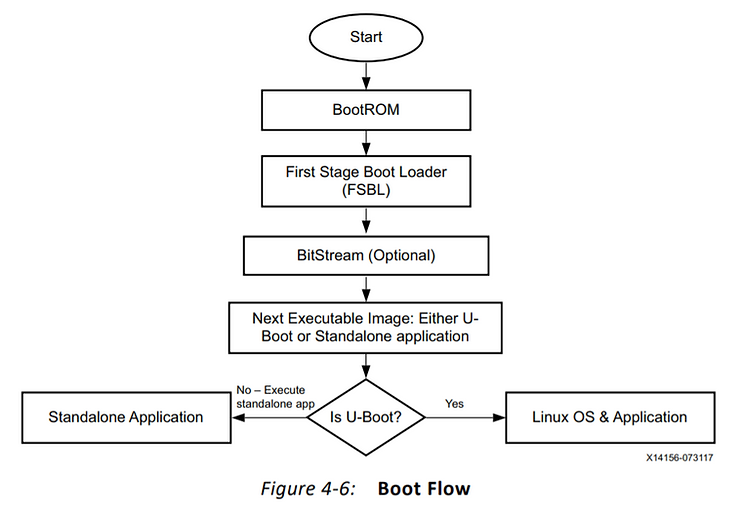 Start
BootROM
First Stage Boot Loader
(FSBL)
BitStream (Optional)
Next Executable Image: Either U-
Boot or Standalone application
No – Execute
standalone app
Standalone Application
Is U-Boot?
Yes
Linux OS & Application
X14156-073117
Figure 4-6: Boot Flow